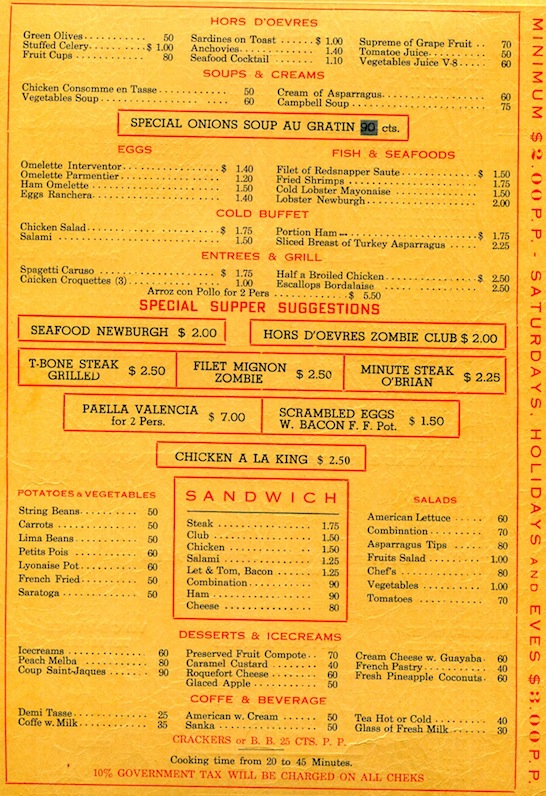 HORS D'OEVRES
Green Olives 50
Stuffed Celery $ 1.00
Fruit Cups 80
Sardines on Toast $ 1.00
Anchovies 1.40
Seafood Cocktail 1.10
Supreme of Grape Fruit 70
Tomatoe Juice 50
Vegetables Juice V-8 60
SOUPS & CREAMS
Chicken Consomme en Tasse 50
Vegetables Soup 60
Cream of Asparragus 60
Campbell Soup 75
SPECIAL ONIONS SOUP AU GRATIN 90 cts.
EGGS
Omelette Interventor $ 1.40
Omelette Parmentier 1.20
Ham Omelette 1.50
Eggs Ranchera 1.40
FISH & SEAFOODS
Filet of Redsnapper Saute $ 1.50
Fried Shrimps 1.75
Cold Lobster Mayonaise 1.50
Lobster Newburgh 2.00
COLD BUFFET
Chicken Salad $ 1.75
Salami 1.50
Portion Ham $ 1.75
Sliced Breast of Turkey Asparragus 2.25
ENTREES & GRILL
Spagetti Caruso $ 1.75
Chicken Croquettes (3) 1.00
Half a Broiled Chicken $ 2.50
Escallops Bordalaise 2.50
Arroz con Pollo for 2 Pers $ 5.50
SPECIAL SUPPER SUGGESTIONS
SEAFOOD NEWBURGH $ 2.00
HORS D'OEVRES ZOMBIE CLUB $ 2.00
T-BONE STEAK
GRILLED $ 2.50
FILET MIGNON
ZOMBIE $ 2.50
MINUTE STEAK
O'BRIAN $ 2.25
PAELLA VALENCIA
for 2 Pers. $ 7.00
SCRAMBLED EGGS
W. BACON F. F. Pot. $ 1.50
CHICKEN A LA KING $ 2.50
POTATOES & VEGETABLES
String Beans 50
Carrots 50
Lima Beans 50
Petits Pois 60
Lyonaise Pot 60
French Fried 50
Saratoga 50
SANDWICH
Steak 1.75
Club 1.50
Chicken 1.50
Salami 1.25
Let & Tom, Bacon 1.25
Combination 90
Ham 90
Cheese 80
SALADS
American Lettuce 60
Combination 70
Asparragus Tips 80
Fruits Salad 1.00
Chef's 80
Vegetables 1.00
Tomatoes 70
DESSERTS & ICECREAMS
Icecreams 60
Peach Melba 80
Coup Saint-Jaques 90
Preserved Fruit Compote 70
Caramel Custard 40
Roquefort Cheese 60
Glaced Apple 50
Cream Cheese w. Guayaba 60
French Pastry 40
Fresh Pineapple Coconuts 60
COFFE & BEVERAGE
Demi Tasse 25
Coffe w. Milk 35
American w. Cream 50
Sanka 50
Tea Hot or Cold 40
Glass of Fresh Milk 30
CRACKERS or B. B. 25 CTS. P. P.
Cooking time from 20 to 45 Minutes.
10% GOVERNMENT TAX WILL BE CHARGED ON ALL CHEKS
MINIMUM $2.00 P.P. - SATURDAYS, HOLIDAYS AND EVES $3.00 P.P.